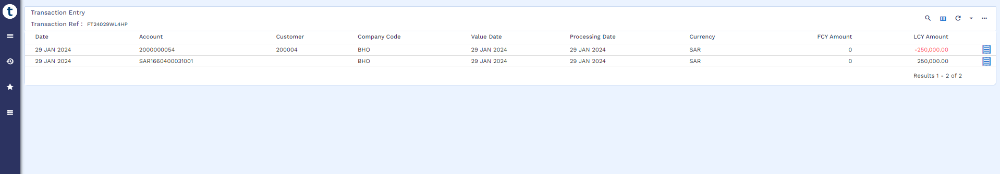 t
Transaction Entry
Transaction Ref : FT24029WL4HP
Date Account Customer Company Code Value Date Processing Date Currency FCY Amount LCY Amount
29 JAN 2024 2000000054 200004 BHO 29 JAN 2024 29 JAN 2024 SAR 0 -250,000.00
29 JAN 2024 SAR1660400031001 BHO 29 JAN 2024 29 JAN 2024 SAR 0 250,000.00
Results 1 - 2 of 2